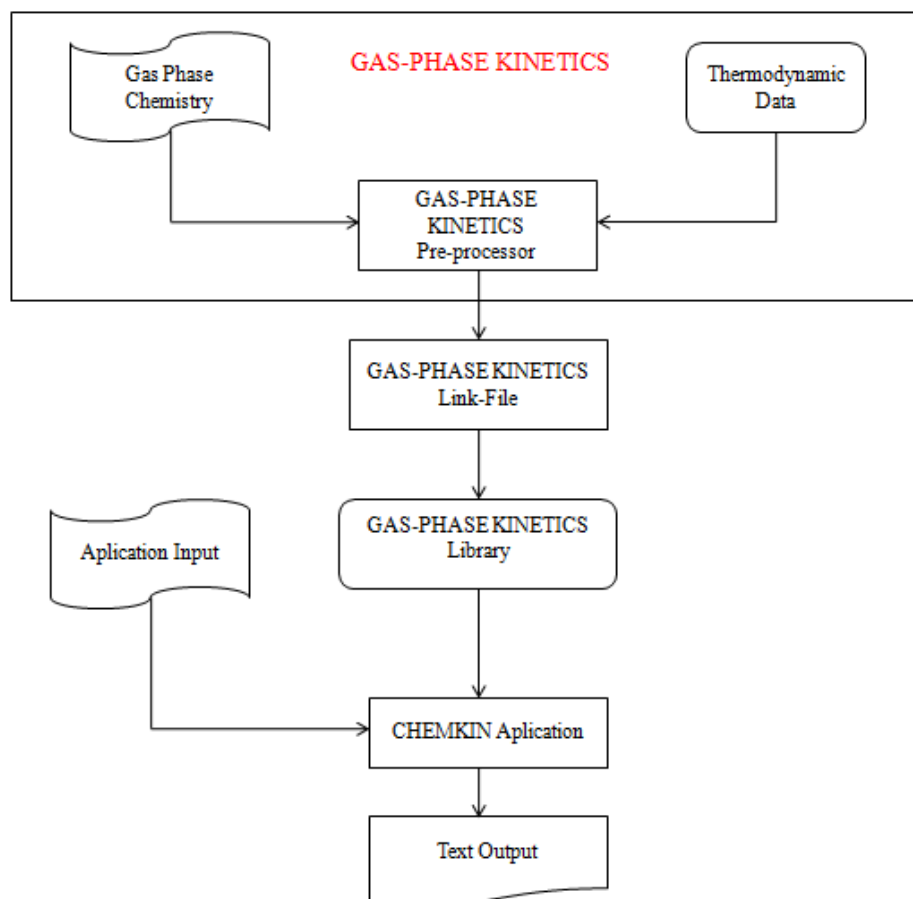 GAS-PHASE KINETICS
Gas Phase
Chemistry
Thermodynamic
Data
GAS-PHASE
KINETICS
Pre-processor
GAS-PHASE KINETICS
Link-File
GAS-PHASE KINETICS
Library
Aplication Input
CHEMKIN Aplication
Text Output